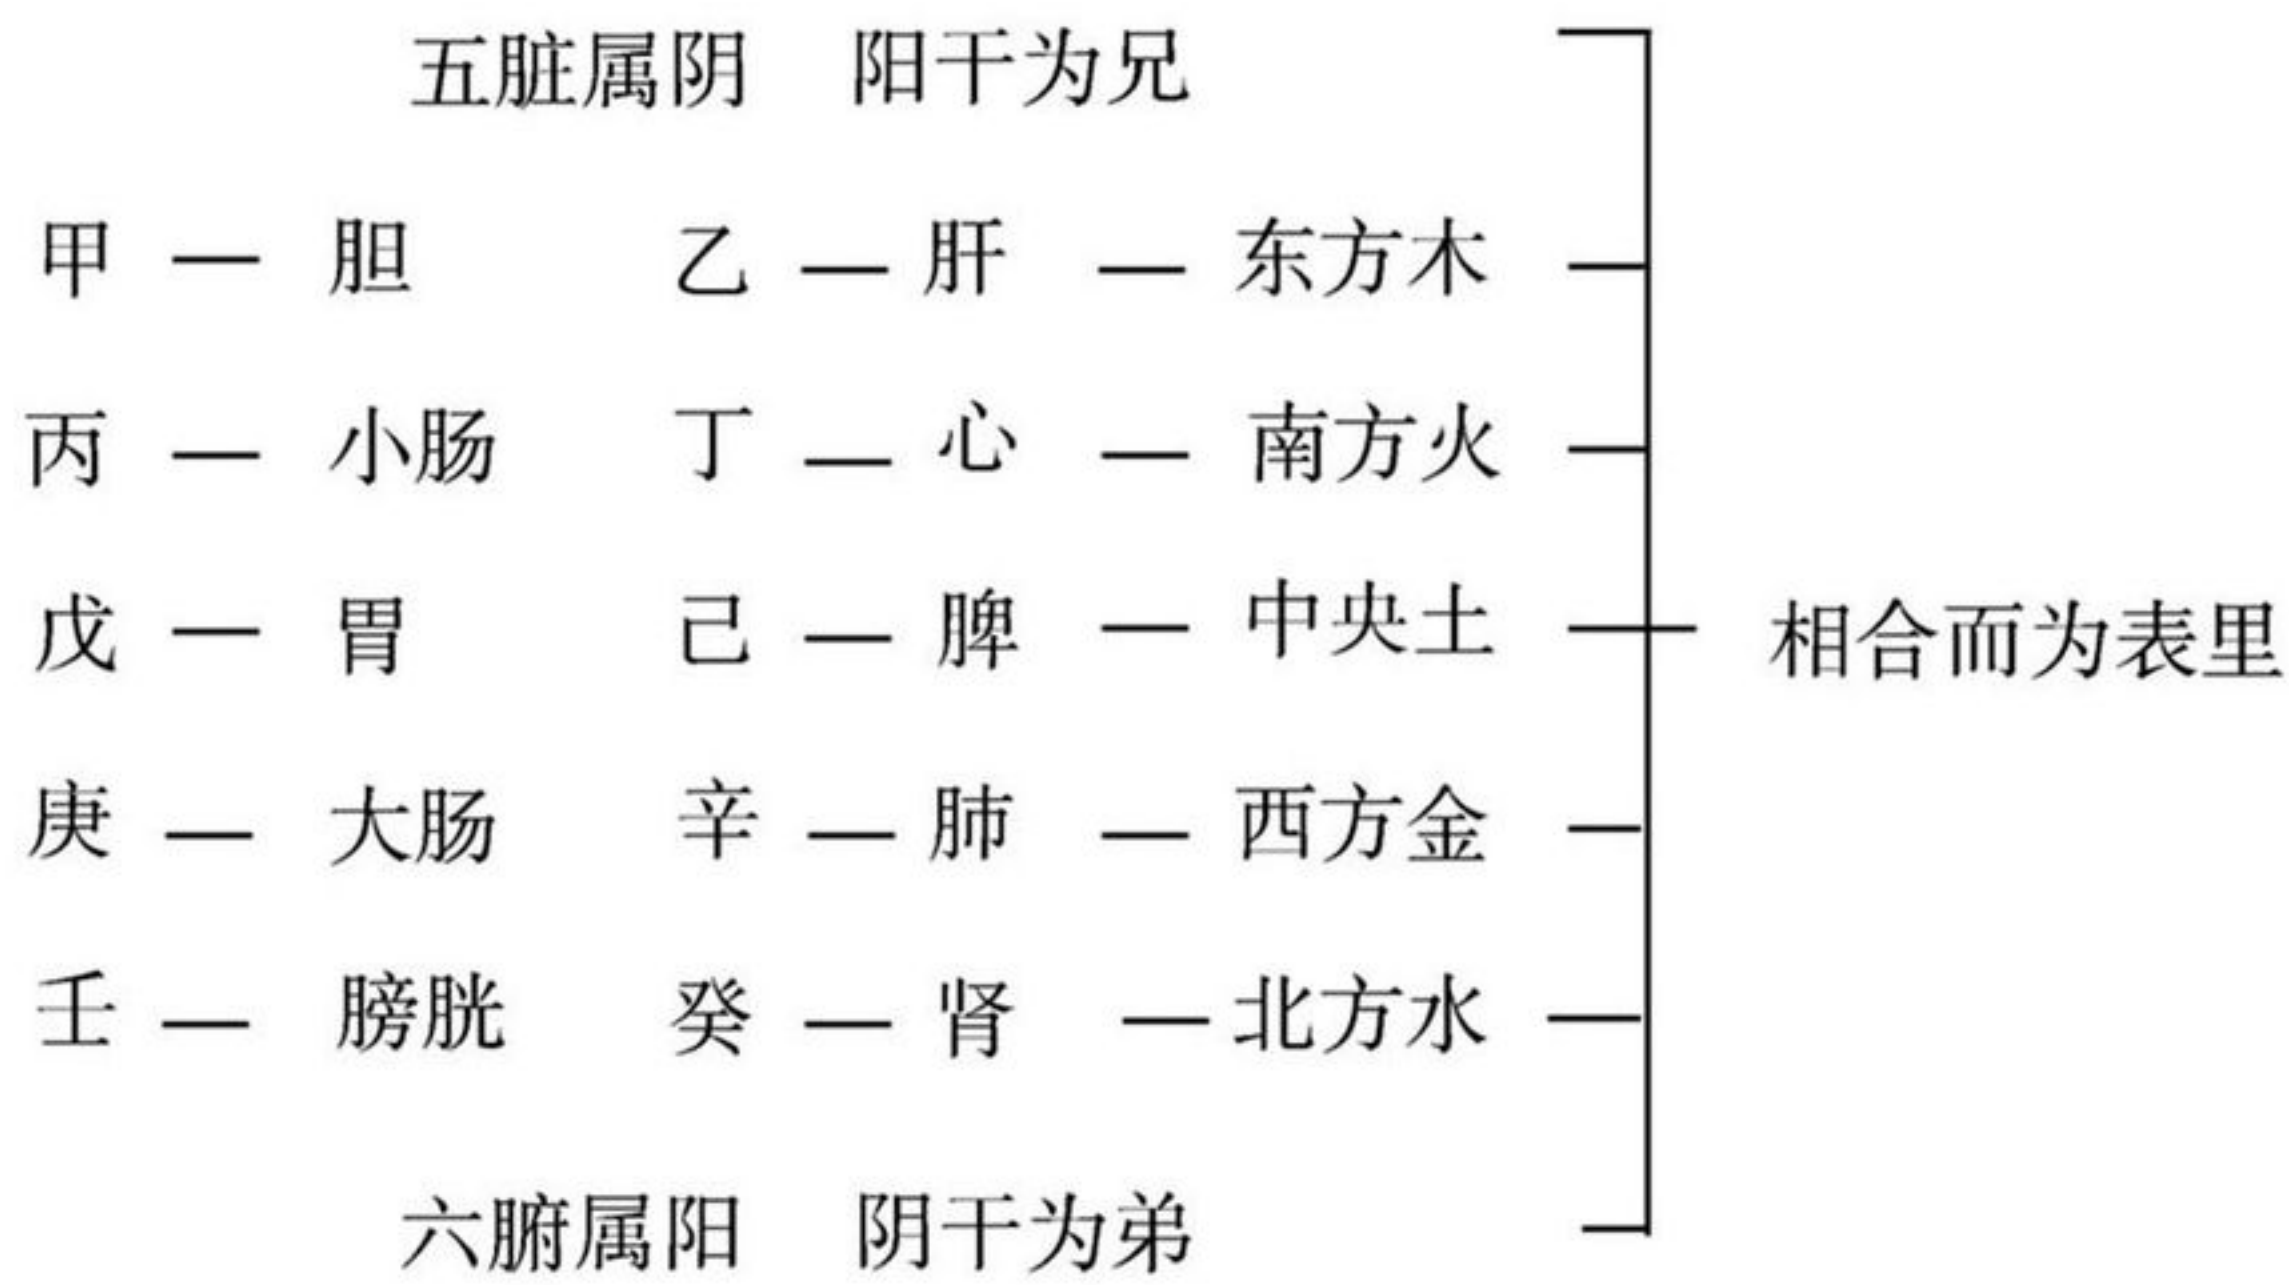 五脏属阴 阳干为兄
甲 — 胆 乙 — 肝 — 东方木
丙 — 小肠 丁 — 心 — 南方火
戊 — 胃 己 — 脾 — 中央土
相合而为表里
庚 — 大肠 辛 — 肺 — 西方金
壬 — 膀胱 癸 — 肾 — 北方水
六腑属阳 阴干为弟